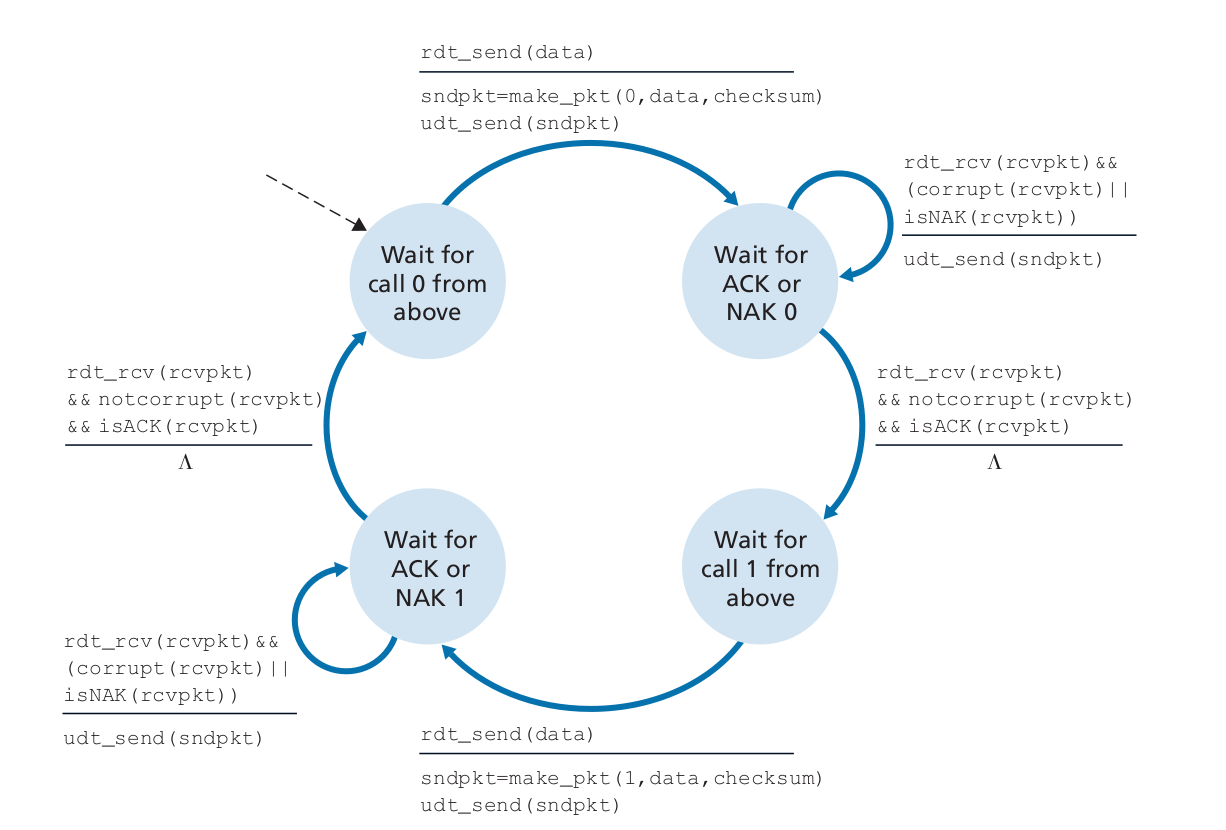 rdt_send(data)
sndpkt=make_pkt(0,data,checksum)
udt_send(sndpkt)
rdt_rcv(rcvpkt)&&
(corrupt(rcvpkt)||
isNAK(rcvpkt))
udt_send(sndpkt)
Wait for
call 0 from
above
Wait for
ACK or
NAK 0
rdt_rcv(rcvpkt)
&& notcorrupt(rcvpkt)
&& isACK(rcvpkt)
Λ
rdt_rcv(rcvpkt)
&& notcorrupt(rcvpkt)
&& isACK(rcvpkt)
Λ
Wait for
ACK or
NAK 1
Wait for
call 1 from
above
rdt_rcv(rcvpkt)&&
(corrupt(rcvpkt)||
isNAK(rcvpkt))
udt_send(sndpkt)
rdt_send(data)
sndpkt=make_pkt(1,data,checksum)
udt_send(sndpkt)